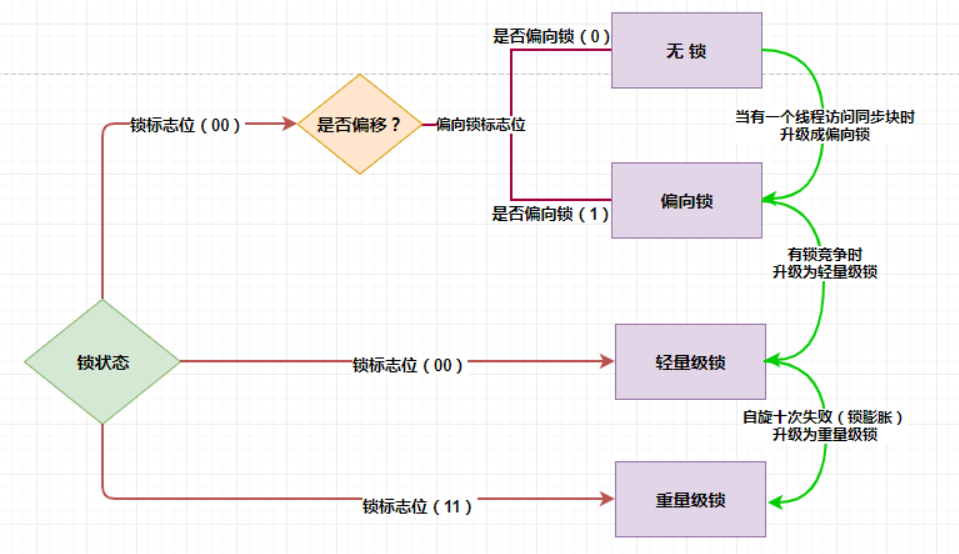 是否偏向锁（0）
无 锁
锁标志位（00）
是否偏移？
偏向锁标志位
当有一个线程访问同步块时
升级成偏向锁
偏向锁
是否偏向锁（1）
有锁竞争时
升级为轻量级锁
锁状态
锁标志位（00）
轻量级锁
自旋十次失败（锁膨胀）
升级为重量级锁
锁标志位（11）
重量级锁